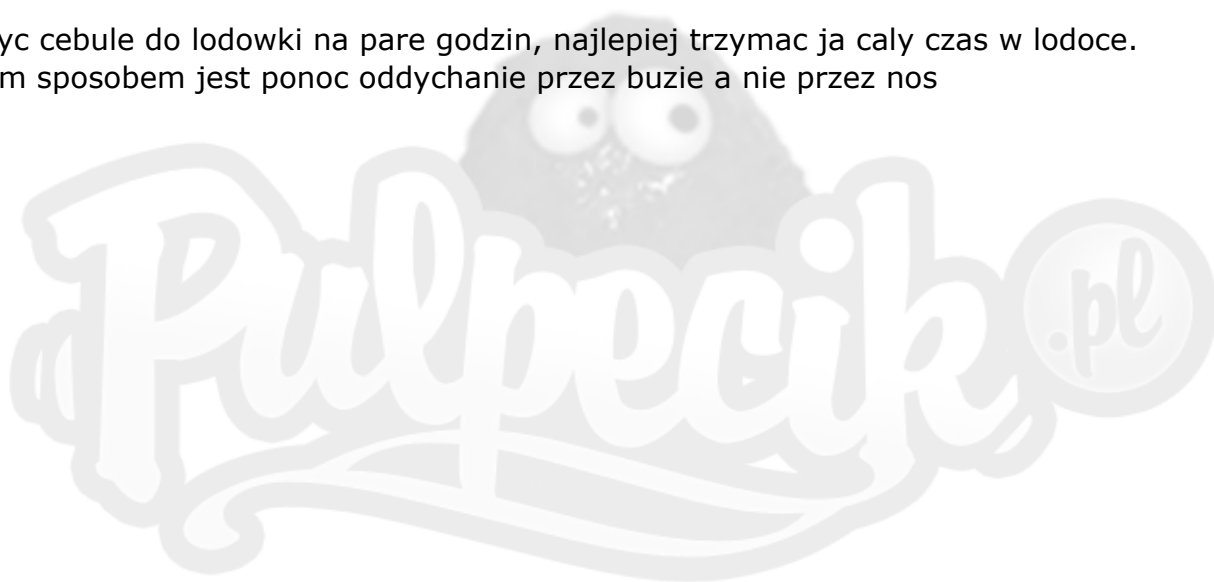 yc cebule do lodowki na pare godzin, najlepiej trzymac ja caly czas w lodoce.
m sposobem jest ponoc oddychanie przez buzie a nie przez nos
Pulpecik.pl